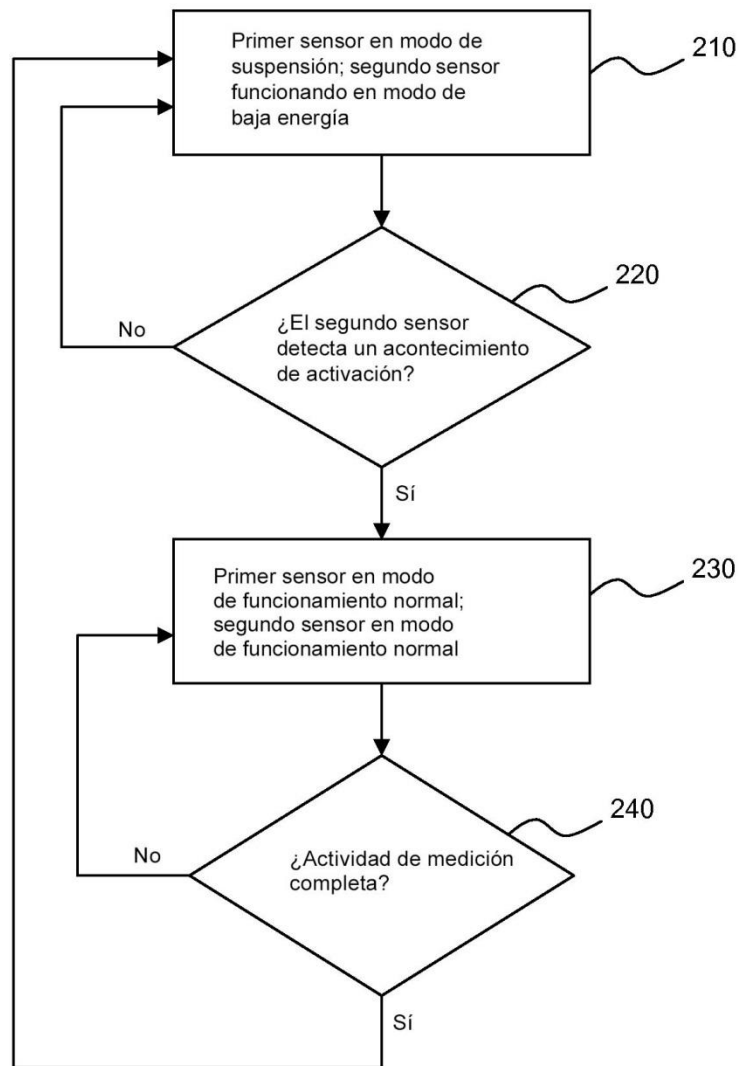 Primer sensor en modo de
suspensión; segundo sensor
funcionando en modo de
baja energía
210
220
¿El segundo sensor
detecta un acontecimiento
de activación?
No
Sí
Primer sensor en modo
de funcionamiento normal;
segundo sensor en modo
de funcionamiento normal
230
240
¿Actividad de medición
completa?
No
Sí